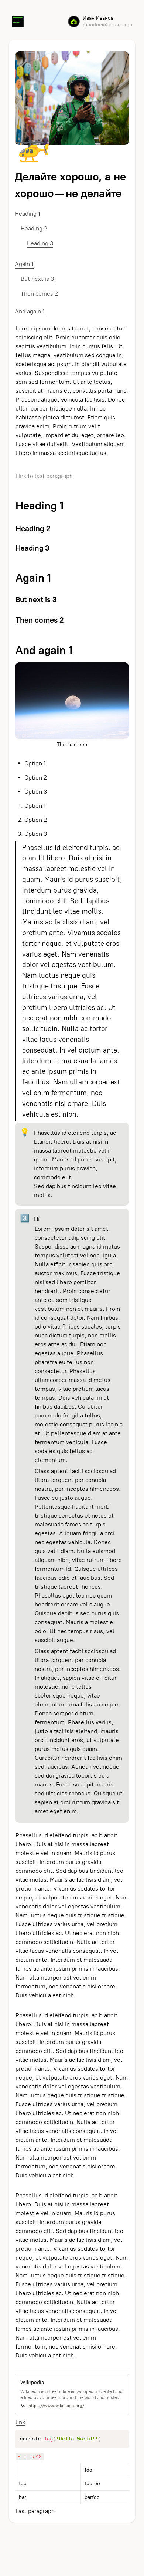 Иван Иванов
johndoe@demo.com
Делайте хорошо, а не
хорошо — не делайте
Heading 1
Heading 2
Heading 3
Again 1
But next is 3
Then comes 2
And again 1
Lorem ipsum dolor sit amet, consectetur
adipiscing elit. Proin eu tortor quis odio
sagittis vestibulum. In in cursus felis. Ut
tellus magna, vestibulum sed congue in,
scelerisque ac ipsum. In blandit vulputate
varius. Suspendisse tempus vulputate
sem sed fermentum. Ut ante lectus,
suscipit at mauris et, convallis porta nunc.
Praesent aliquet vehicula facilisis. Donec
ullamcorper tristique nulla. In hac
habitasse platea dictumst. Etiam quis
gravida enim. Proin rutrum velit
vulputate, imperdiet dui eget, ornare leo.
Fusce vitae dui velit. Vestibulum aliquam
lorem in massa scelerisque luctus.
Link to last paragraph
Heading 1
Heading 2
Heading 3
Again 1
But next is 3
Then comes 2
And again 1
This is moon
• Option 1
• Option 2
• Option 3
1. Option 1
2. Option 2
3. Option 3
Phasellus id eleifend turpis, ac
blandit libero. Duis at nisi in
massa laoreet molestie vel in
quam. Mauris id purus suscipit,
interdum purus gravida,
commodo elit. Sed dapibus
tincidunt leo vitae mollis.
Mauris ac facilisis diam, vel
pretium ante. Vivamus sodales
tortor neque, et vulputate eros
varius eget. Nam venenatis
dolor vel egestas vestibulum.
Nam luctus neque quis
tristique tristique. Fusce
ultrices varius urna, vel
pretium libero ultricies ac. Ut
nec erat non nibh commodo
sollicitudin. Nulla ac tortor
vitae lacus venenatis
consequat. In vel dictum ante.
Interdum et malesuada fames
ac ante ipsum primis in
faucibus. Nam ullamcorper est
vel enim fermentum, nec
venenatis nisi ornare. Duis
vehicula est nibh.
Phasellus id eleifend turpis, ac
blandit libero. Duis at nisi in
massa laoreet molestie vel in
quam. Mauris id purus suscipit,
interdum purus gravida,
commodo elit.
Sed dapibus tincidunt leo vitae
mollis.
Hi
Lorem ipsum dolor sit amet,
consectetur adipiscing elit.
Suspendisse ac magna id metus
tempus volutpat vel non ligula.
Nulla efficitur sapien quis orci
auctor maximus. Fusce tristique
nisi sed libero porttitor
hendrerit. Proin consectetur
ante eu sem tristique
vestibulum non et mauris. Proin
id consequat dolor. Nam finibus,
odio vitae finibus sodales, turpis
nunc dictum turpis, non mollis
eros ante ac dui. Etiam non
egestas augue. Phasellus
pharetra eu tellus non
consectetur. Phasellus
ullamcorper massa id metus
tempus, vitae pretium lacus
tempus. Duis vehicula mi ut
finibus dapibus. Curabitur
commodo fringilla tellus,
molestie consequat purus lacinia
at. Ut pellentesque diam at ante
fermentum vehicula. Fusce
sodales quis sapien luctus ac
elementum.
Class aptent taciti sociosqu ad
litora torquent per conubia
nostra, per inceptos himenaeos.
Fusce eu justo augue.
Pellentesque habitant morbi
tristique senectus et netus et
malesuada fames ac turpis
egestas. Aliquam fringilla orci
nec egestas vehicula. Donec
quis velit diam. Nulla euismod
aliquam nibh, vitae rutrum libero
fermentum id. Quisque ultrices
faucibus odio et faucibus. Sed
tristique laoreet rhoncus.
Phasellus eget leo nec quam
hendrerit ornare vel a augue.
Quisque dapibus sed purus quis
consequat. Mauris a molestie
odio. Ut nec tempus risus, vel
suscipit augue.
Class aptent taciti sociosqu ad
litora torquent per conubia
nostra, per inceptos himenaeos.
In aliquet, sapien vitae efficitur
molestie, nunc tellus
scelerisque neque, vitae
elementum urna felis eu neque.
Donec semper dictum
fermentum. Phasellus varius,
justo a facilisis eleifend, mauris
orci tincidunt eros, ut vulputate
purus metus quis quam.
Curabitur hendrerit facilisis enim
sed faucibus. Aenean vel neque
sed dui gravida lobortis eu a
mauris. Fusce suscipit mauris
sed ultricies rhoncus. Quisque ut
sapien at orci rutrum gravida sit
amet eget enim.
Phasellus id eleifend turpis, ac blandit
libero. Duis at nisi in massa laoreet
molestie vel in quam. Mauris id purus
suscipit, interdum purus gravida,
commodo elit. Sed dapibus tincidunt leo
vitae mollis. Mauris ac facilisis diam, vel
pretium ante. Vivamus sodales tortor
neque, et vulputate eros varius eget. Nam
venenatis dolor vel egestas vestibulum.
Nam luctus neque quis tristique tristique.
Fusce ultrices varius urna, vel pretium
libero ultricies ac. Ut nec erat non nibh
commodo sollicitudin. Nulla ac tortor
vitae lacus venenatis consequat. In vel
dictum ante. Interdum et malesuada
fames ac ante ipsum primis in faucibus.
Nam ullamcorper est vel enim
fermentum, nec venenatis nisi ornare.
Duis vehicula est nibh.
Phasellus id eleifend turpis, ac blandit
libero. Duis at nisi in massa laoreet
molestie vel in quam. Mauris id purus
suscipit, interdum purus gravida,
commodo elit. Sed dapibus tincidunt leo
vitae mollis. Mauris ac facilisis diam, vel
pretium ante. Vivamus sodales tortor
neque, et vulputate eros varius eget. Nam
venenatis dolor vel egestas vestibulum.
Nam luctus neque quis tristique tristique.
Fusce ultrices varius urna, vel pretium
libero ultricies ac. Ut nec erat non nibh
commodo sollicitudin. Nulla ac tortor
vitae lacus venenatis consequat. In vel
dictum ante. Interdum et malesuada
fames ac ante ipsum primis in faucibus.
Nam ullamcorper est vel enim
fermentum, nec venenatis nisi ornare.
Duis vehicula est nibh.
Phasellus id eleifend turpis, ac blandit
libero. Duis at nisi in massa laoreet
molestie vel in quam. Mauris id purus
suscipit, interdum purus gravida,
commodo elit. Sed dapibus tincidunt leo
vitae mollis. Mauris ac facilisis diam, vel
pretium ante. Vivamus sodales tortor
neque, et vulputate eros varius eget. Nam
venenatis dolor vel egestas vestibulum.
Nam luctus neque quis tristique tristique.
Fusce ultrices varius urna, vel pretium
libero ultricies ac. Ut nec erat non nibh
commodo sollicitudin. Nulla ac tortor
vitae lacus venenatis consequat. In vel
dictum ante. Interdum et malesuada
fames ac ante ipsum primis in faucibus.
Nam ullamcorper est vel enim
fermentum, nec venenatis nisi ornare.
Duis vehicula est nibh.
Wikipedia
Wikipedia is a free online encyclopedia, created and
edited by volunteers around the world and hosted
https://www.wikipedia.org/
link
console.log('Hello World!')
E = mc^2
foo
foo foofoo
bar barfoo
Last paragraph